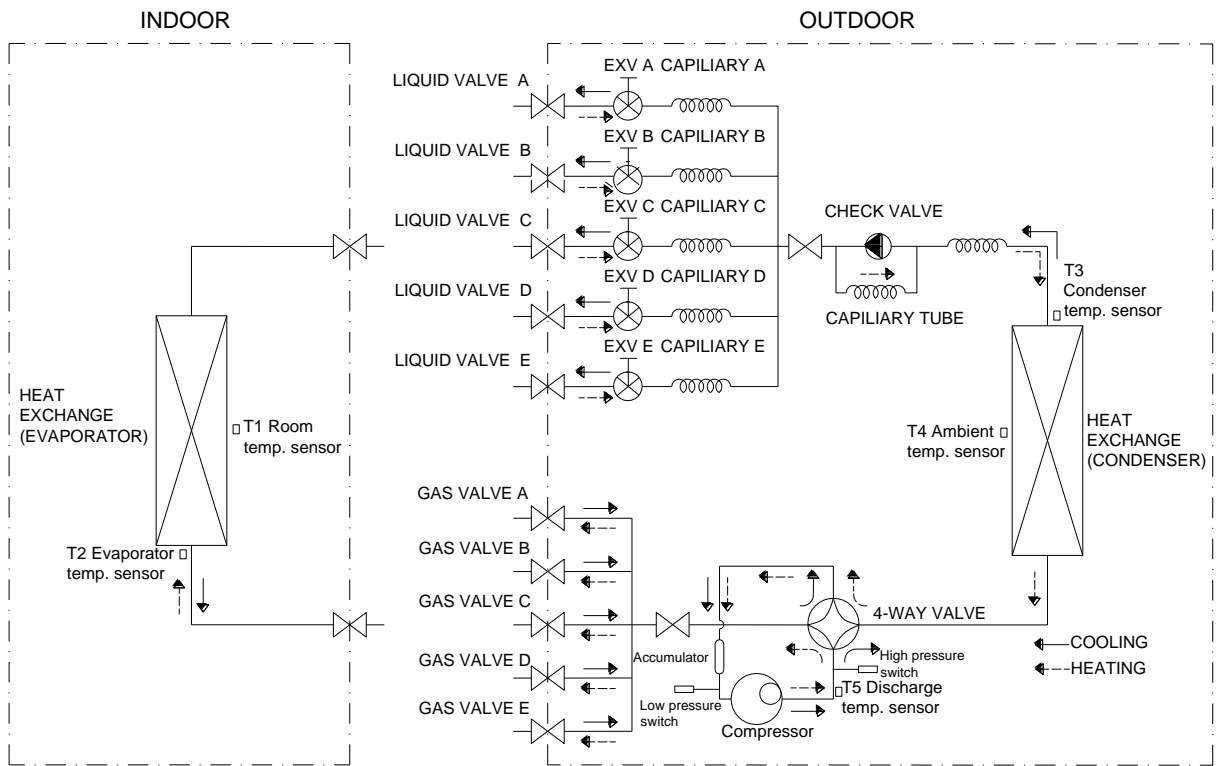 INDOOR
OUTDOOR
LIQUID VALVE A
EXV A CAPILIARY A
LIQUID VALVE B
EXV B CAPILIARY B
LIQUID VALVE C
EXV C CAPILIARY C
CHECK VALVE
LIQUID VALVE D
EXV D CAPILIARY D
CAPILIARY TUBE
T3
Condenser
temp. sensor
LIQUID VALVE E
EXV E CAPILIARY E
HEAT
EXCHANGE
(EVAPORATOR)
T1 Room
temp. sensor
T4 Ambient
temp. sensor
HEAT
EXCHANGE
(CONDENSER)
GAS VALVE A
T2 Evaporator
temp. sensor
GAS VALVE B
GAS VALVE C
4-WAY VALVE
COOLING
HEATING
GAS VALVE D
Accumulator
High pressure
switch
GAS VALVE E
Low pressure
switch
T5 Discharge
temp. sensor
Compressor